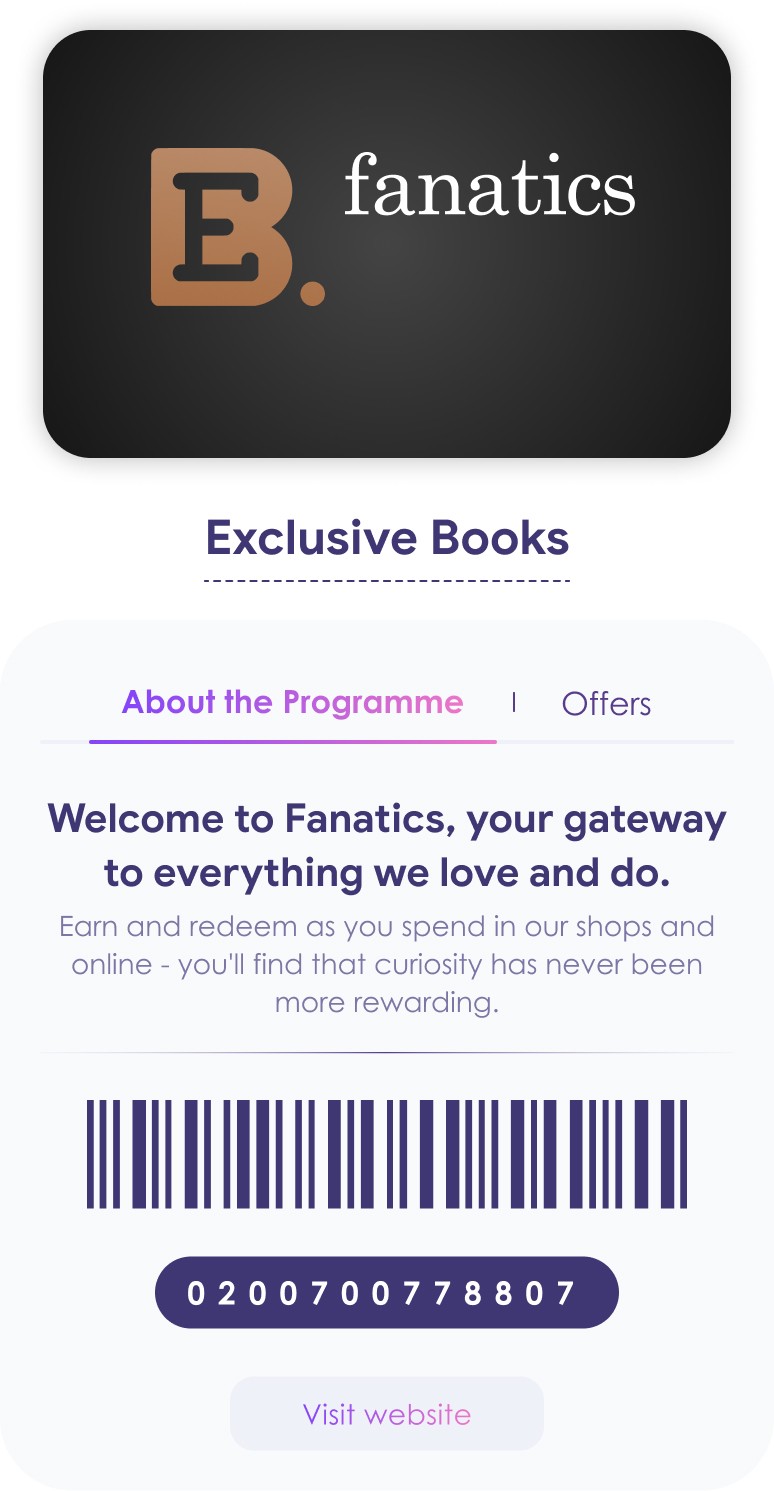 EB.
fanatics
Exclusive Books
About the Programme | Offers
Welcome to Fanatics, your gateway
to everything we love and do.
Earn and redeem as you spend in our shops and
online - you'll find that curiosity has never been
more rewarding.
0200700778807
Visit website